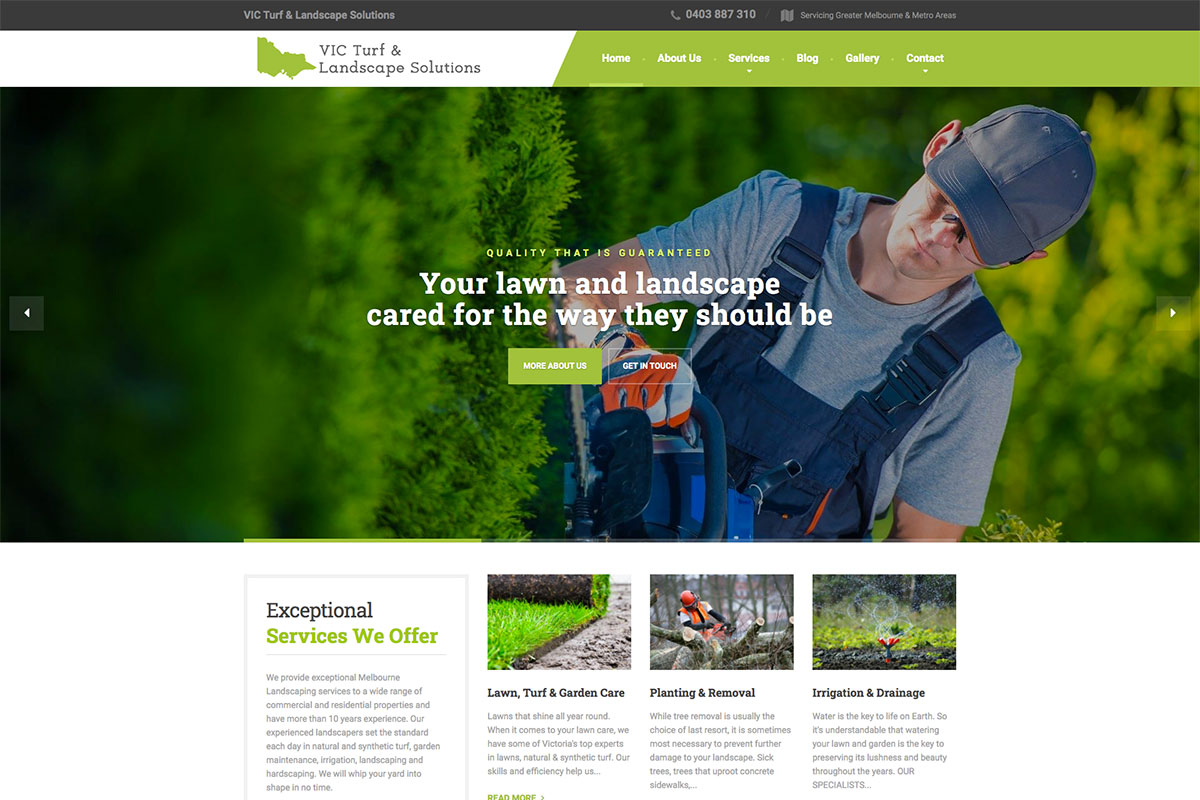 VIC Turf & Landscape Solutions
0403 887 310 / Servicing Greater Melbourne & Metro Areas
VIC Turf &
Landscape Solutions
Home
About Us
Services
Blog
Gallery
Contact
QUALITY THAT IS GUARANTEED
Your lawn and landscape
cared for the way they should be
MORE ABOUT US
GET IN TOUCH
Exceptional
Services We Offer
We provide exceptional Melbourne
Landscaping services to a wide range of
commercial and residential properties and
have more than 10 years experience. Our
experienced landscapers set the standard
each day in natural and synthetic turf, garden
maintenance, irrigation, landscaping and
hardscaping. We will whip your yard into
shape in no time.
Lawn, Turf & Garden Care
Lawns that shine all year round.
When it comes to your lawn care, we
have some of Victoria's top experts
in lawns, natural & synthetic turf. Our
skills and efficiency help us...
READ MORE >
Planting & Removal
While tree removal is usually the
choice of last resort, it is sometimes
most necessary to prevent further
damage to your landscape. Sick
trees, trees that uproot concrete
sidewalks,...
Irrigation & Drainage
Water is the key to life on Earth. So
it's understandable that watering
your lawn and garden is the key to
preserving its lushness and beauty
throughout the years. OUR
SPECIALISTS...